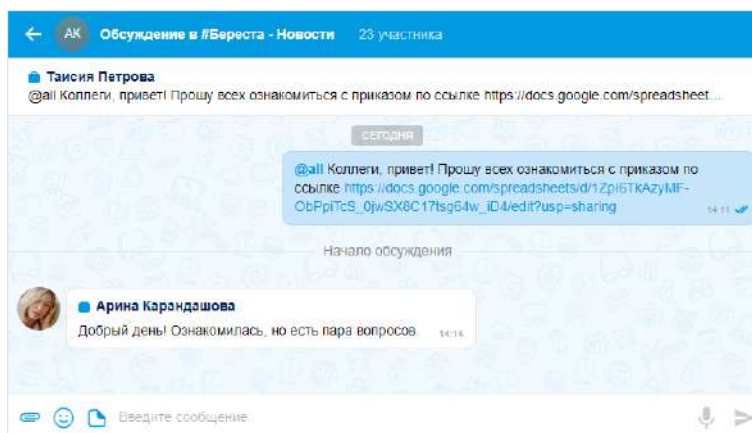 АК Обсуждение в #Береста - Новости 23 участника
Таисия Петрова
@all Коллеги, привет! Прошу всех ознакомиться с приказом по ссылке https://docs.google.com/spreadsheet...
СЕГОДНЯ
@all Коллеги, привет! Прошу всех ознакомиться с приказом по
ссылке https://docs.google.com/spreadsheets/d/1ZpI6TkAzyMF-
ObPpiTcS_0jwSX6C17tsg64w_iD4/edit?usp=sharing
14:11
Начало обсуждения
Арина Карандашова
Добрый день! Ознакомилась, но есть пара вопросов. 14:14
Введите сообщение